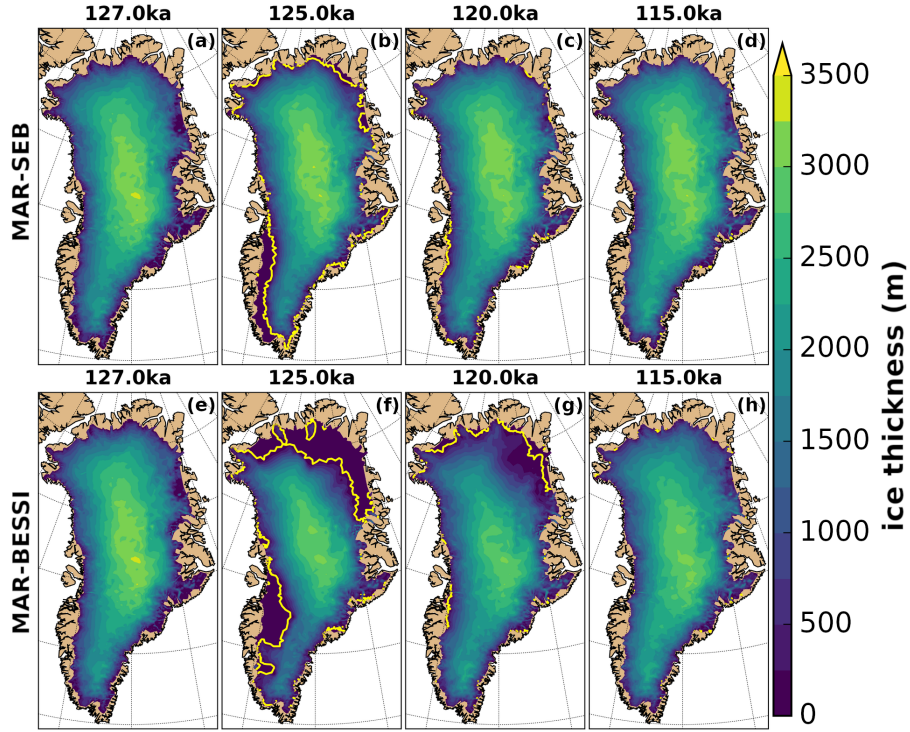 127.0ka 125.0ka 120.0ka 115.0ka
(a) (b) (c) (d)
MAR-SEB
127.0ka 125.0ka 120.0ka 115.0ka
(e) (f) (g) (h)
MAR-BESSI
3500
3000
2500
2000
1500
1000
500
0
ice thickness (m)